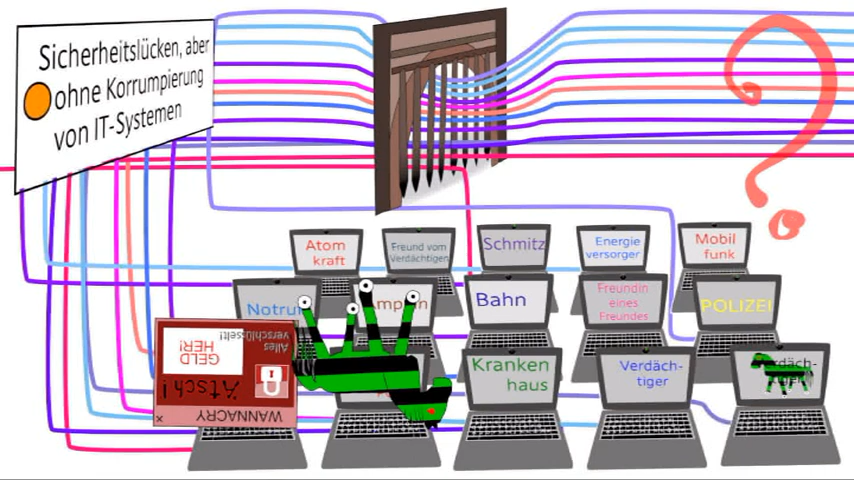 Sicherheitslücken, aber
ohne Korrumpierung
von IT-Systemen
Atom
kraft
Freund vom
Verdächtigen
Schmitz
Energie
versorger
Mobil
funk
Bahn
Freundin
eines
Freundes
POLIZEI
GELD
HER!
Alles
verschlüsselt!
Ätsch!
WANNACRY
Kranken
haus
Verdäch-
tiger